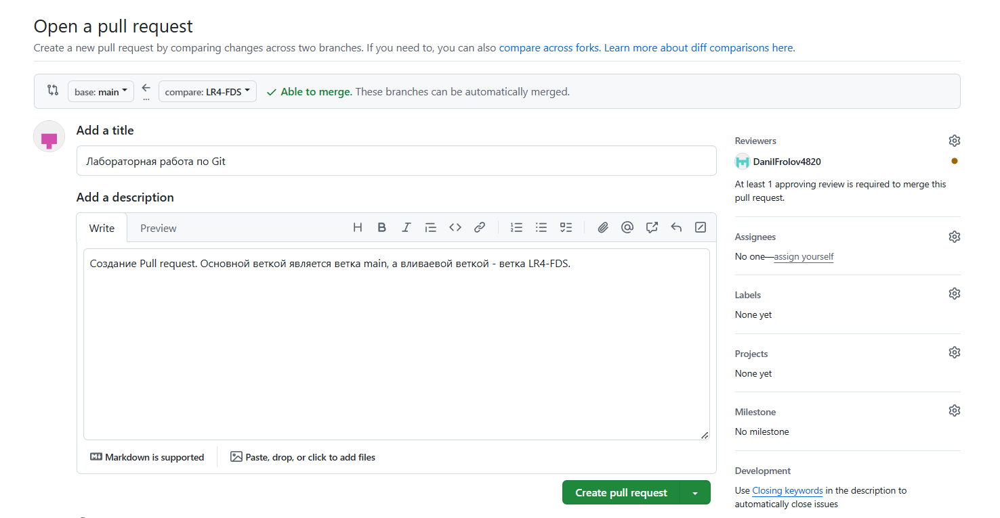 Open a pull request
Create a new pull request by comparing changes across two branches. If you need to, you can also compare across forks. Learn more about diff comparisons here.
base: main
...
compare: LR4-FDS
Able to merge. These branches can be automatically merged.
Add a title
Лабораторная работа по Git
Add a description
Write
Preview
Создание Pull request. Основной веткой является ветка main, а вливаевой веткой - ветка LR4-FDS.
Markdown is supported
Paste, drop, or click to add files
Create pull request
Reviewers
DanilFrolov4820
At least 1 approving review is required to merge this
pull request.
Assignees
No one—assign yourself
Labels
None yet
Projects
None yet
Milestone
No milestone
Development
Use Closing keywords in the description to
automatically close issues